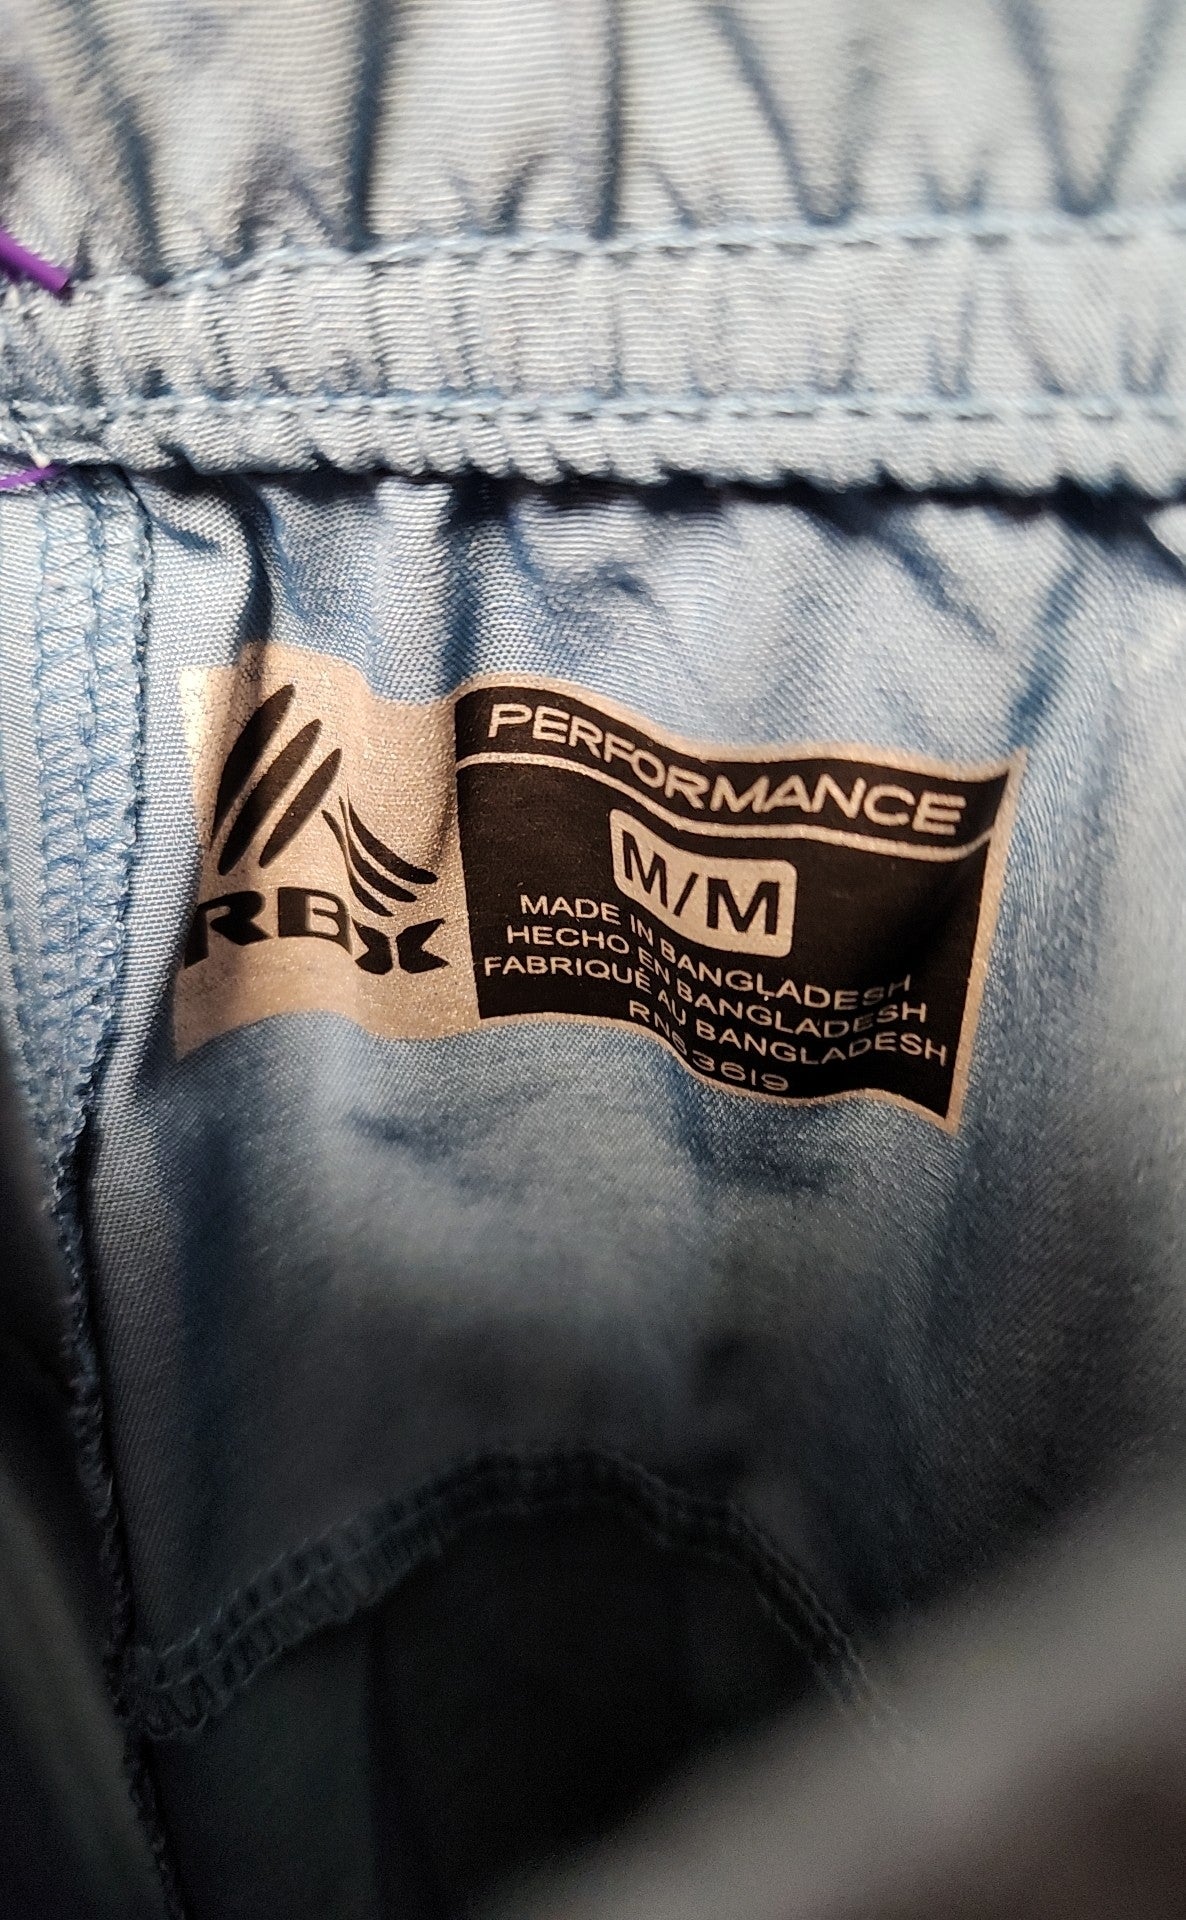 RBX
PERFORMANCE
M/M
MADE IN BANGLADESH
HECHO EN BANGLADESH
FABRIQUÉ AU BANGLADESH
RN63619